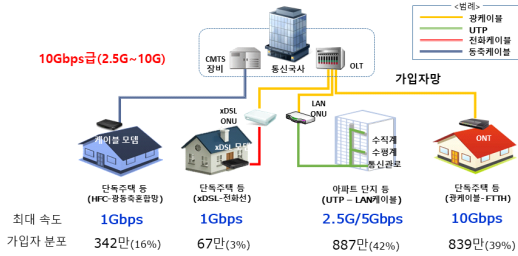 <범례>
광케이블
UTP
전화케이블
동축케이블
10Gbps급(2.5G~10G)
CMTS
장비
통신국사
OLT
가입자망
xDSL
ONU
LAN
ONU
케이블 모뎀
xDSL 모뎀
수직계
수평계
통신관로
ONT
단독주택 등
(HFC-광동축혼합망)
단독주택 등
(xDSL-전화선)
아파트 단지 등
(UTP – LAN케이블)
단독주택 등
(광케이블-FTTH)
최대 속도 1Gbps 1Gbps 2.5G/5Gbps 10Gbps
가입자 분포 342만(16%) 67만(3%) 887만(42%) 839만(39%)